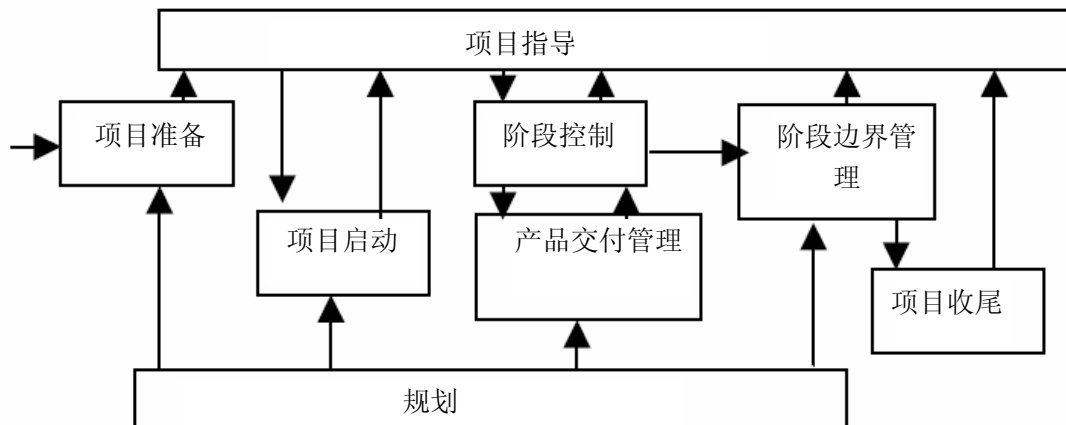 项目指导
项目准备
阶段控制
阶段边界管
理
项目启动
产品交付管理
项目收尾
规划